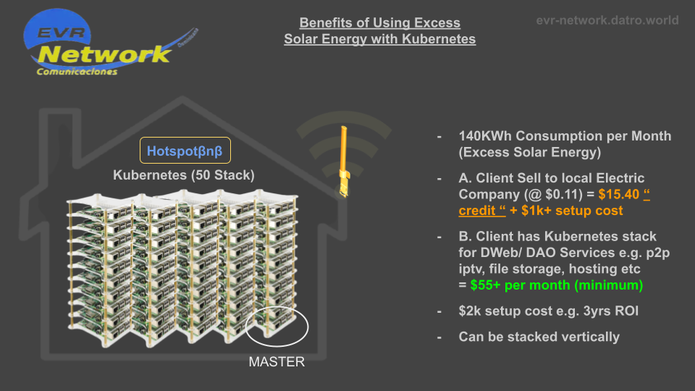 EVR
Network
Comunicaciones
Benefits of Using Excess
Solar Energy with Kubernetes
evr-network.datro.world
Hotspotβnβ
Kubernetes (50 Stack)
MASTER
- 140KWh Consumption per Month
(Excess Solar Energy)
- A. Client Sell to local Electric
Company (@ $0.11) = $15.40 “
credit “ + $1k+ setup cost
- B. Client has Kubernetes stack
for DWeb/ DAO Services e.g. p2p
iptv, file storage, hosting etc
= $55+ per month (minimum)
- $2k setup cost e.g. 3yrs ROI
- Can be stacked vertically